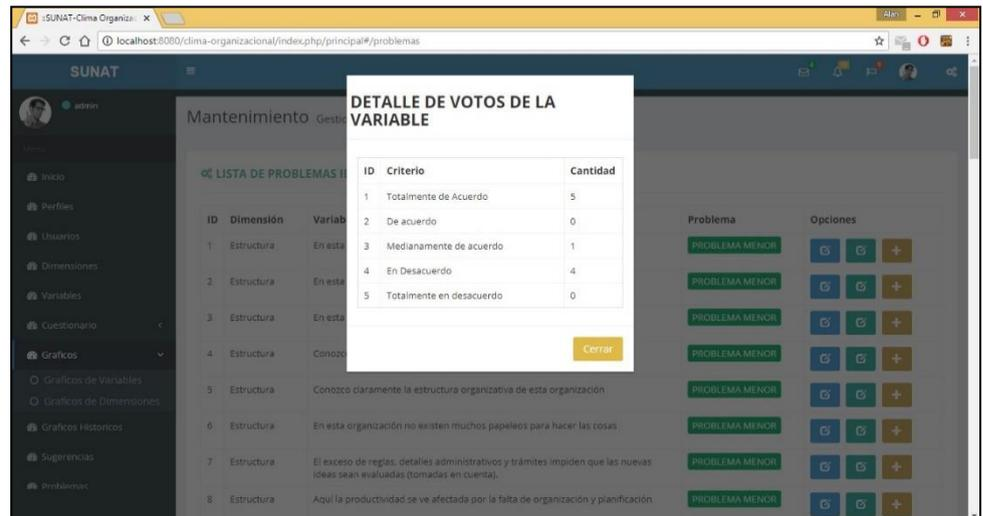 :SUNAT-Clima Organizac
Alan
localhost:8080/clima-organizacional/index.php/principal#/problemas
SUNAT
admin
Mantenimiento
DETALLE DE VOTOS DE LA
VARIABLE
Menu
Inicio
Perfiles
Usuarios
Dimensiones
Variables
Cuestionario
Graficos
Graficos de Variables
Graficos de Dimensiones
Graficos Historicos
Sugerencias
Problemas
LISTA DE PROBLEMAS
ID Criterio Cantidad
1 Totalmente de Acuerdo 5
2 De acuerdo 0
3 Medianamente de acuerdo 1
4 En Desacuerdo 4
5 Totalmente en desacuerdo 0
Cerrar
ID Dimensión Variab Problema Opciones
1 Estructura En esta PROBLEMA MENOR
2 Estructura En esta PROBLEMA MENOR
3 Estructura En esta PROBLEMA MENOR
4 Estructura Conozc PROBLEMA MENOR
5 Estructura Conozco claramente la estructura organizativa de esta organización PROBLEMA MENOR
6 Estructura En esta organización no existen muchos papeleos para hacer las cosas PROBLEMA MENOR
7 Estructura El exceso de reglas, detalles administrativos y trámites impiden que las nuevas PROBLEMA MENOR
ideas sean evaluadas (tomadas en cuenta).
8 Estructura Aquí la productividad se ve afectada por la falta de organización y planificación. PROBLEMA MENOR